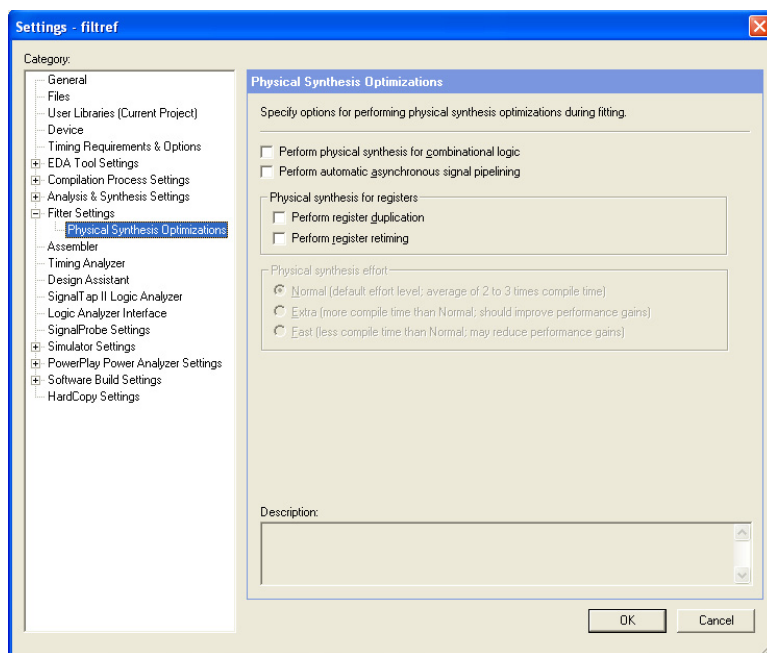 Settings - filtref
Category:
General
Files
User Libraries (Current Project)
Device
Timing Requirements & Options
EDA Tool Settings
Compilation Process Settings
Analysis & Synthesis Settings
Fitter Settings
Physical Synthesis Optimizations
Assembler
Timing Analyzer
Design Assistant
SignalTap II Logic Analyzer
Logic Analyzer Interface
SignalProbe Settings
Simulator Settings
PowerPlay Power Analyzer Settings
Software Build Settings
HardCopy Settings
Physical Synthesis Optimizations
Specify options for performing physical synthesis optimizations during fitting.
Perform physical synthesis for combinational logic
Perform automatic asynchronous signal pipelining
Physical synthesis for registers
Perform register duplication
Perform register retiming
Physical synthesis effort
Normal (default effort level; average of 2 to 3 times compile time)
Extra (more compile time than Normal; should improve performance gains)
Fast (less compile time than Normal; may reduce performance gains)
Description:
OK
Cancel